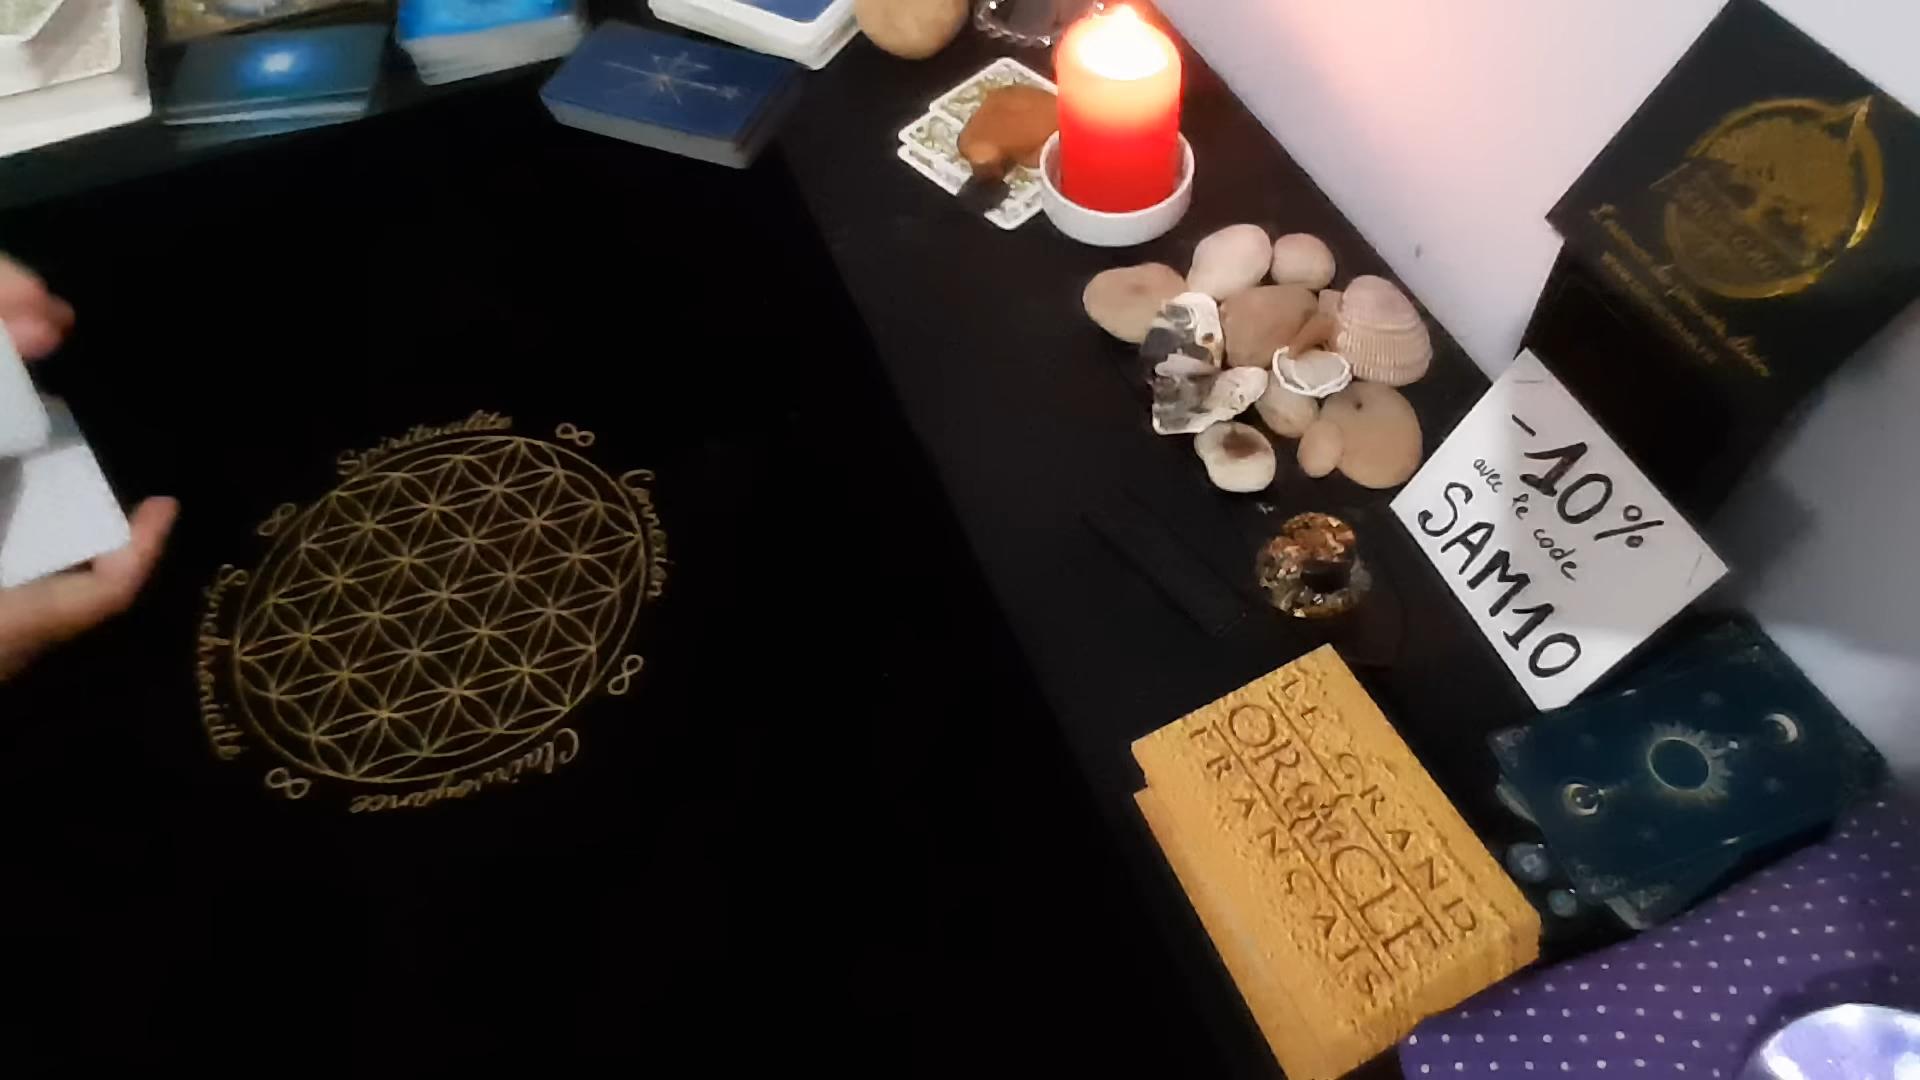 Spiritualité
Connexion
Synchronicité
Clairvoyance
-10%
avec le code
SAM10
LE GRAND
ORACLE
FRANÇAIS